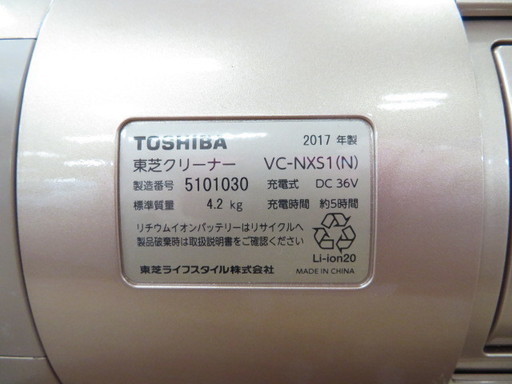 TOSHIBA 2017 年製
東芝クリーナー VC-NXS1(N)
製造番号 5101030 充電式 DC 36V
標準質量 4.2 kg 充電時間 約5時間
リチウムイオンバッテリーはリサイクルへ
製品破棄時は取扱説明書をご確認ください
Li-ion20
東芝ライフスタイル株式会社 MADE IN CHINA